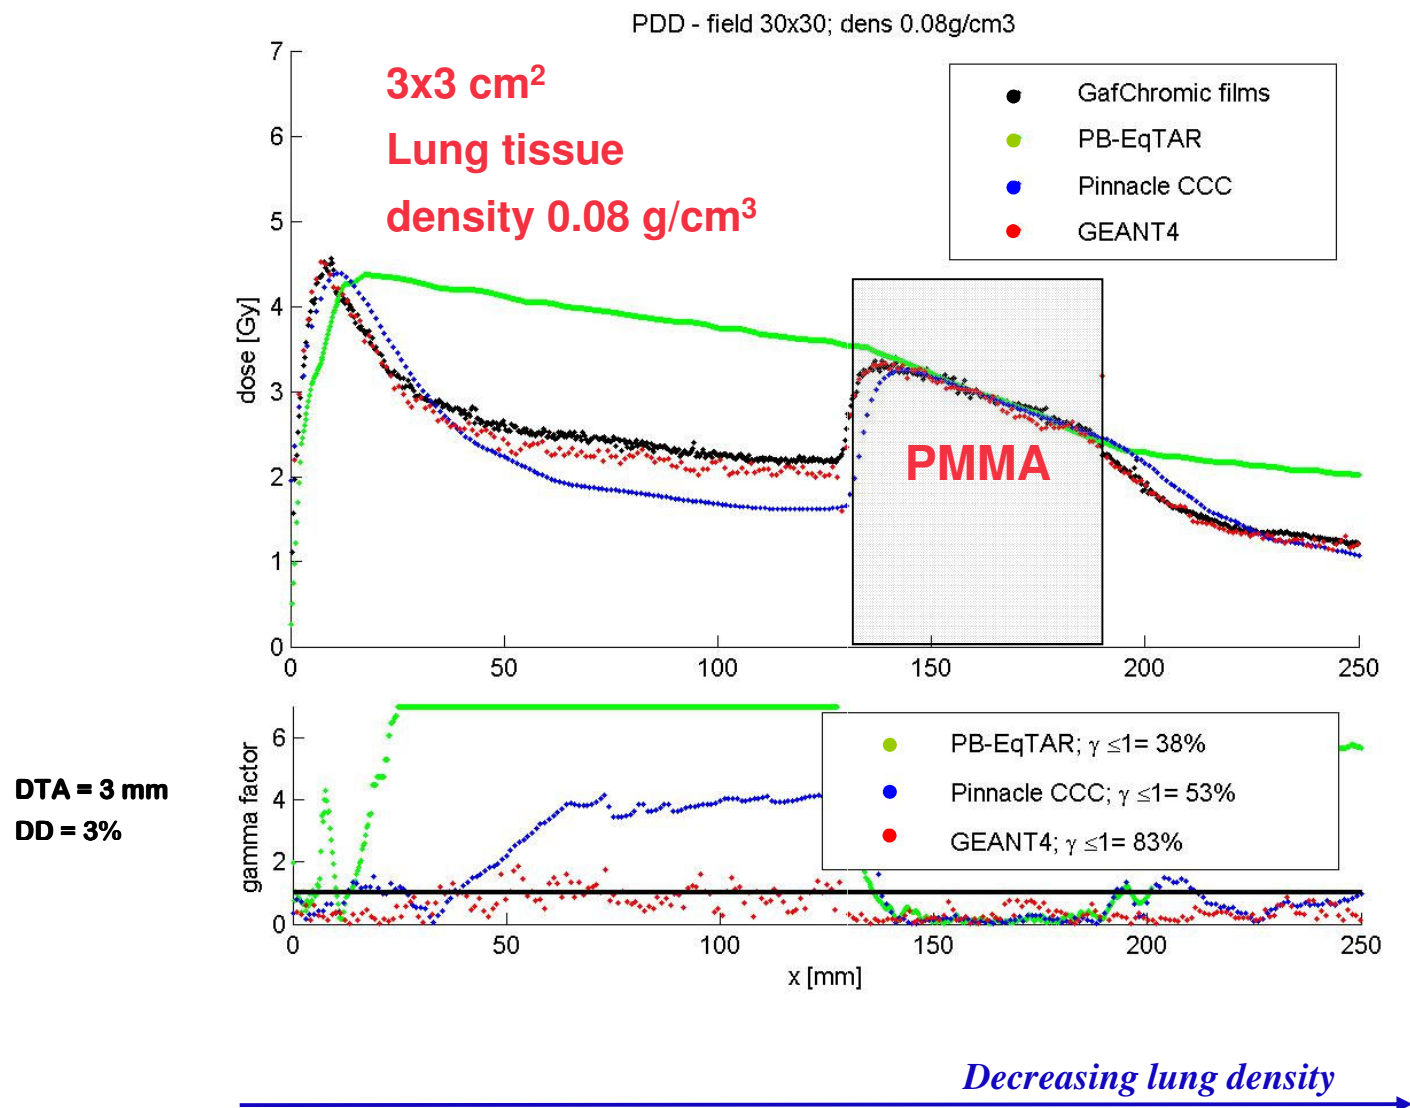 PDD - field 30x30; dens 0.08g/cm3
7
6
5
4
3
2
1
0
dose [Gy]
3x3 cm²
Lung tissue
density 0.08 g/cm³
GafChromic films
PB-EqTAR
Pinnacle CCC
GEANT4
PMMA
0 50 100 150 200 250
6
4
2
0
gamma factor
PB-EqTAR; γ ≤1= 38%
Pinnacle CCC; γ ≤1= 53%
GEANT4; γ ≤1= 83%
DTA = 3 mm
DD = 3%
0 50 100 150 200 250
x [mm]
Decreasing lung density